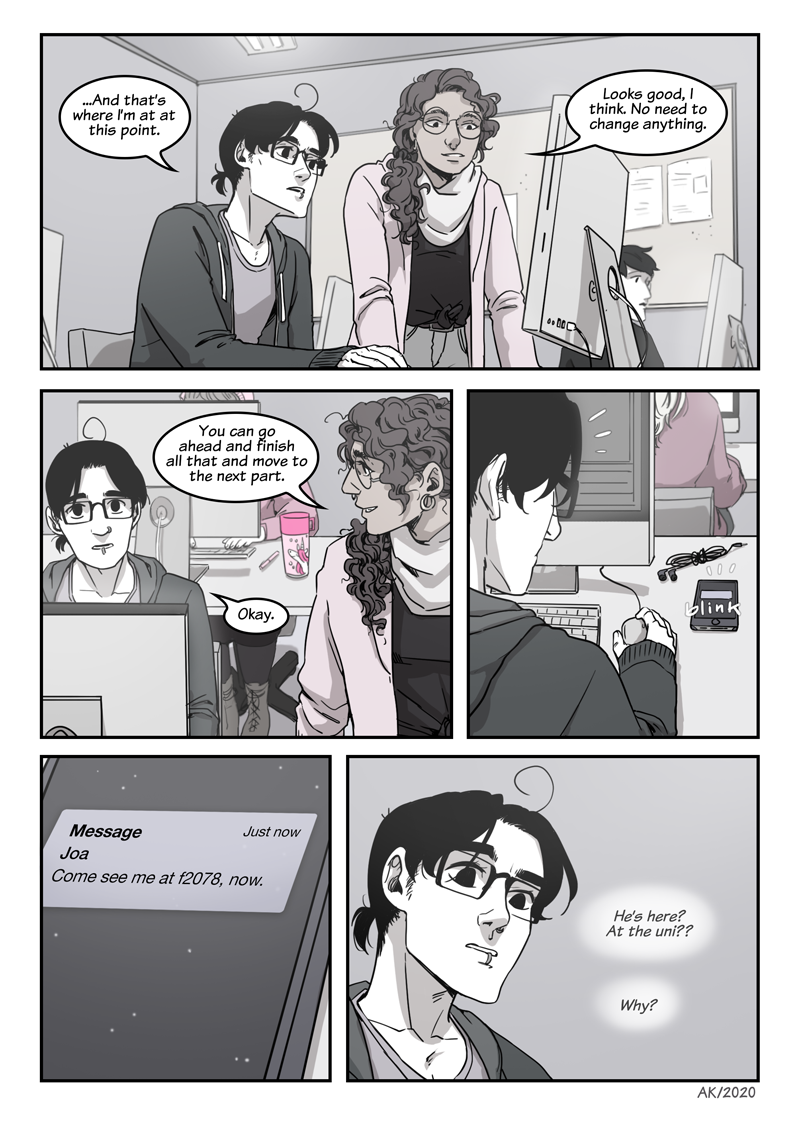 ...And that's
where I'm at at
this point.
Looks good, I
think. No need to
change anything.
You can go
ahead and finish
all that and move to
the next part.
Okay.
blink
Message
Just now
Joa
Come see me at f2078, now.
He's here?
At the uni??
Why?
AK/2020